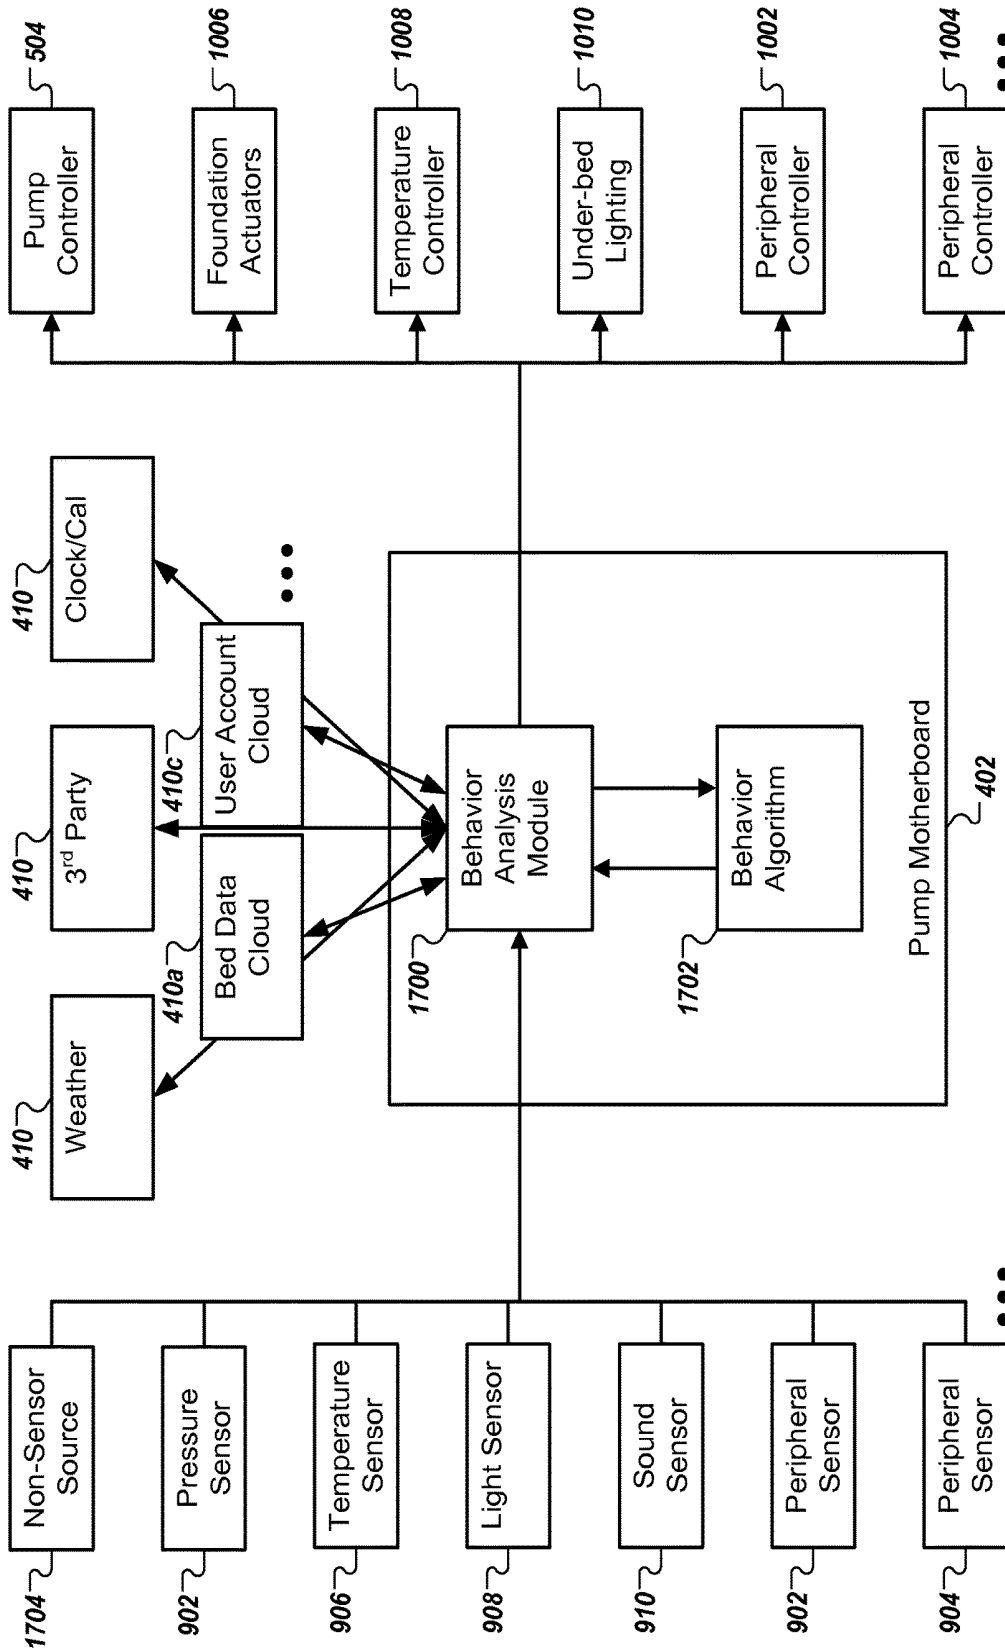 1704
Non-Sensor
Source
902
Pressure
Sensor
906
Temperature
Sensor
908
Light Sensor
910
Sound
Sensor
902
Peripheral
Sensor
904
Peripheral
Sensor
410
Weather
410
3rd Party
410
Clock/Cal
410a
Bed Data
Cloud
410c
User Account
Cloud
1700
Behavior
Analysis
Module
1702
Behavior
Algorithm
Pump Motherboard
402
Pump
Controller
504
Foundation
Actuators
1006
Temperature
Controller
1008
Under-bed
Lighting
1010
Peripheral
Controller
1002
Peripheral
Controller
1004